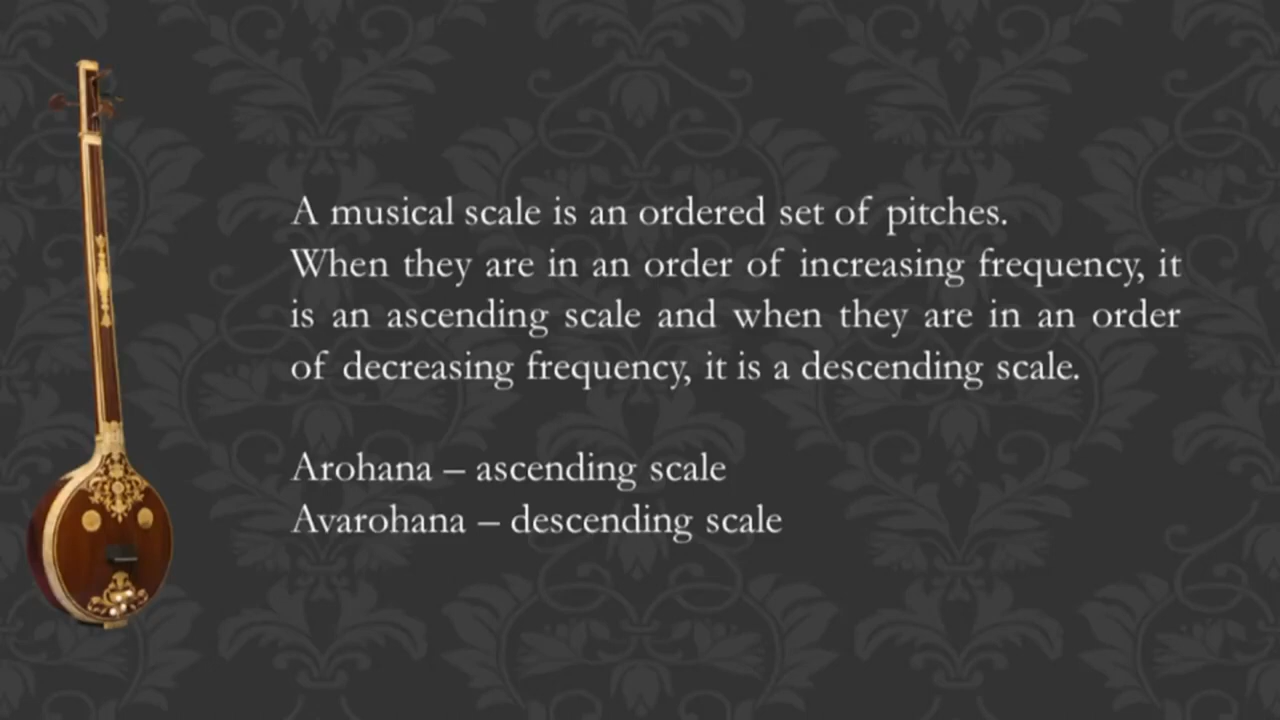 A musical scale is an ordered set of pitches.
When they are in an order of increasing frequency, it
is an ascending scale and when they are in an order
of decreasing frequency, it is a descending scale.
Arohana – ascending scale
Avarohana – descending scale